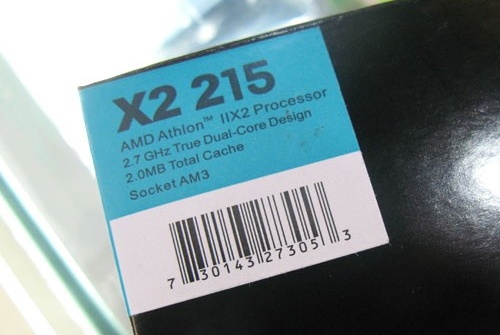 X2 215
AMD Athlon™ IIX2 Processor
2.7 GHz True Dual-Core Design
2.0MB Total Cache
Socket AM3
7 30143 27305 3